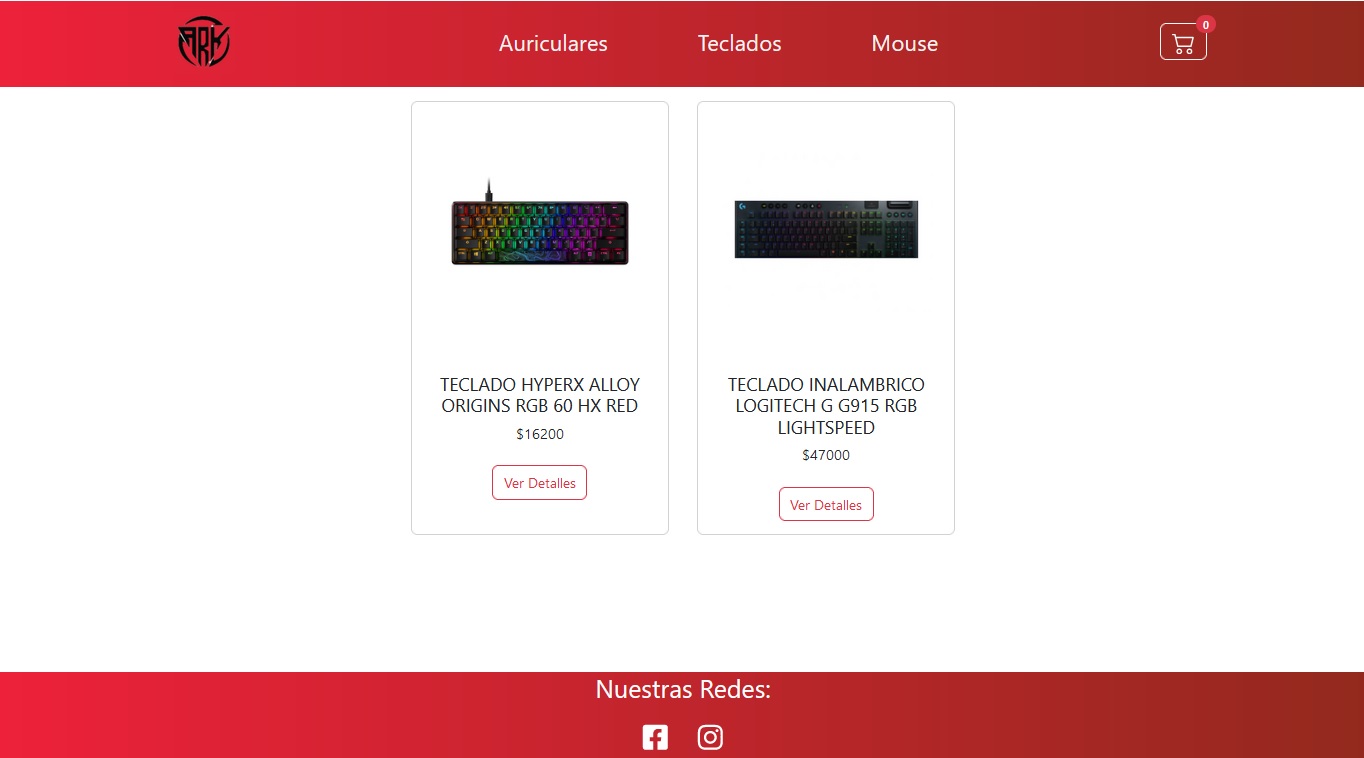 ARK
Auriculares
Teclados
Mouse
0
TECLADO HYPERX ALLOY
ORIGINS RGB 60 HX RED
$16200
Ver Detalles
TECLADO INALAMBRICO
LOGITECH G G915 RGB
LIGHTSPEED
$47000
Ver Detalles
Nuestras Redes: